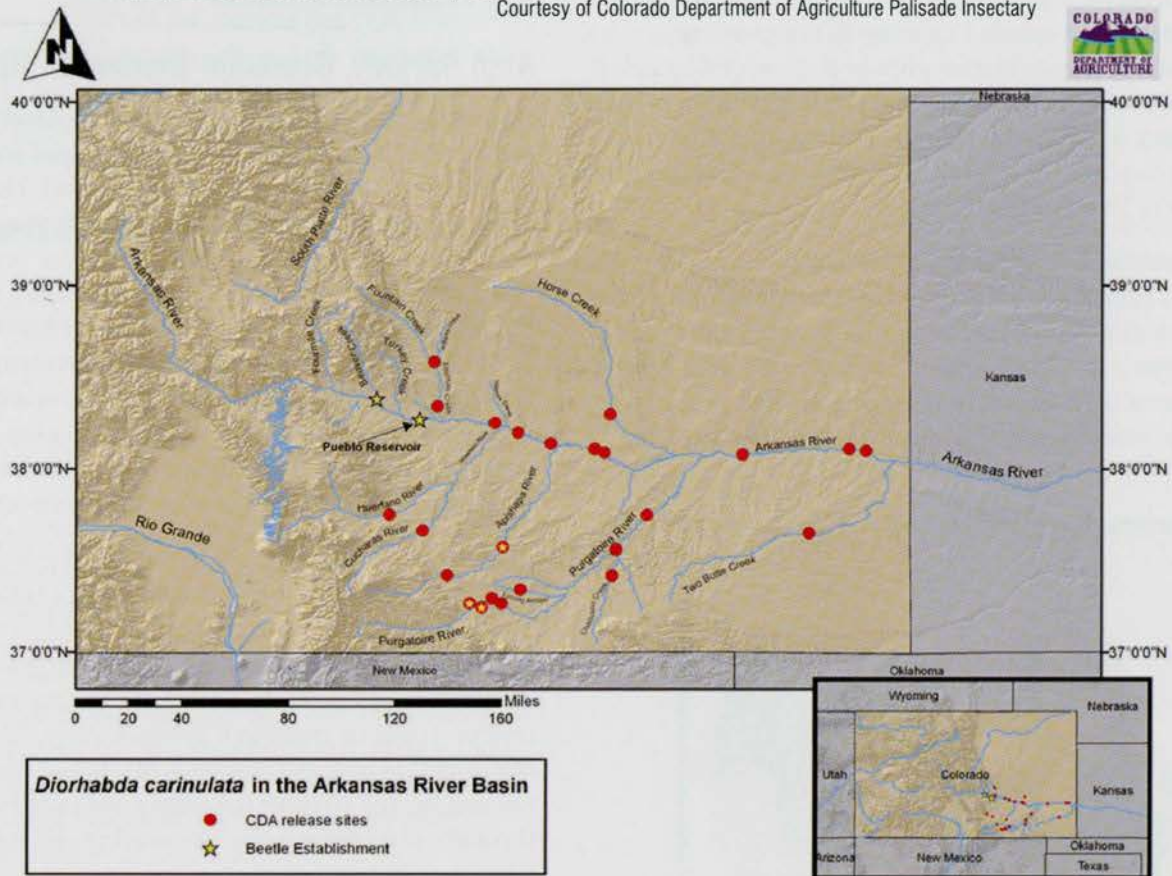 Courtesy of Colorado Department of Agriculture Palisade Insectary
N
COLORADO
DEPARTMENT OF
AGRICULTURE
40°0'0"N
40°0'0"N
Nebraska
South Platte River
Arkansas River
39°0'0"N
39°0'0"N
Fountain Creek
Horse Creek
Fourmile Creek
Beaver Creek
Turkey Creek
Kansas
Pueblo Reservoir
Arkansas River
Arkansas River
38°0'0"N
38°0'0"N
Huerfano River
Apishapa River
Cucharas River
Rio Grande
Purgatoire River
Two Butte Creek
Purgatoire River
37°0'0"N
37°0'0"N
New Mexico
Oklahoma
Miles
0 20 40 80 120 160
Diorhabda carinulata in the Arkansas River Basin
CDA release sites
Beetle Establishment
Wyoming
Nebraska
Utah
Colorado
Kansas
Arizona
New Mexico
Oklahoma
Texas